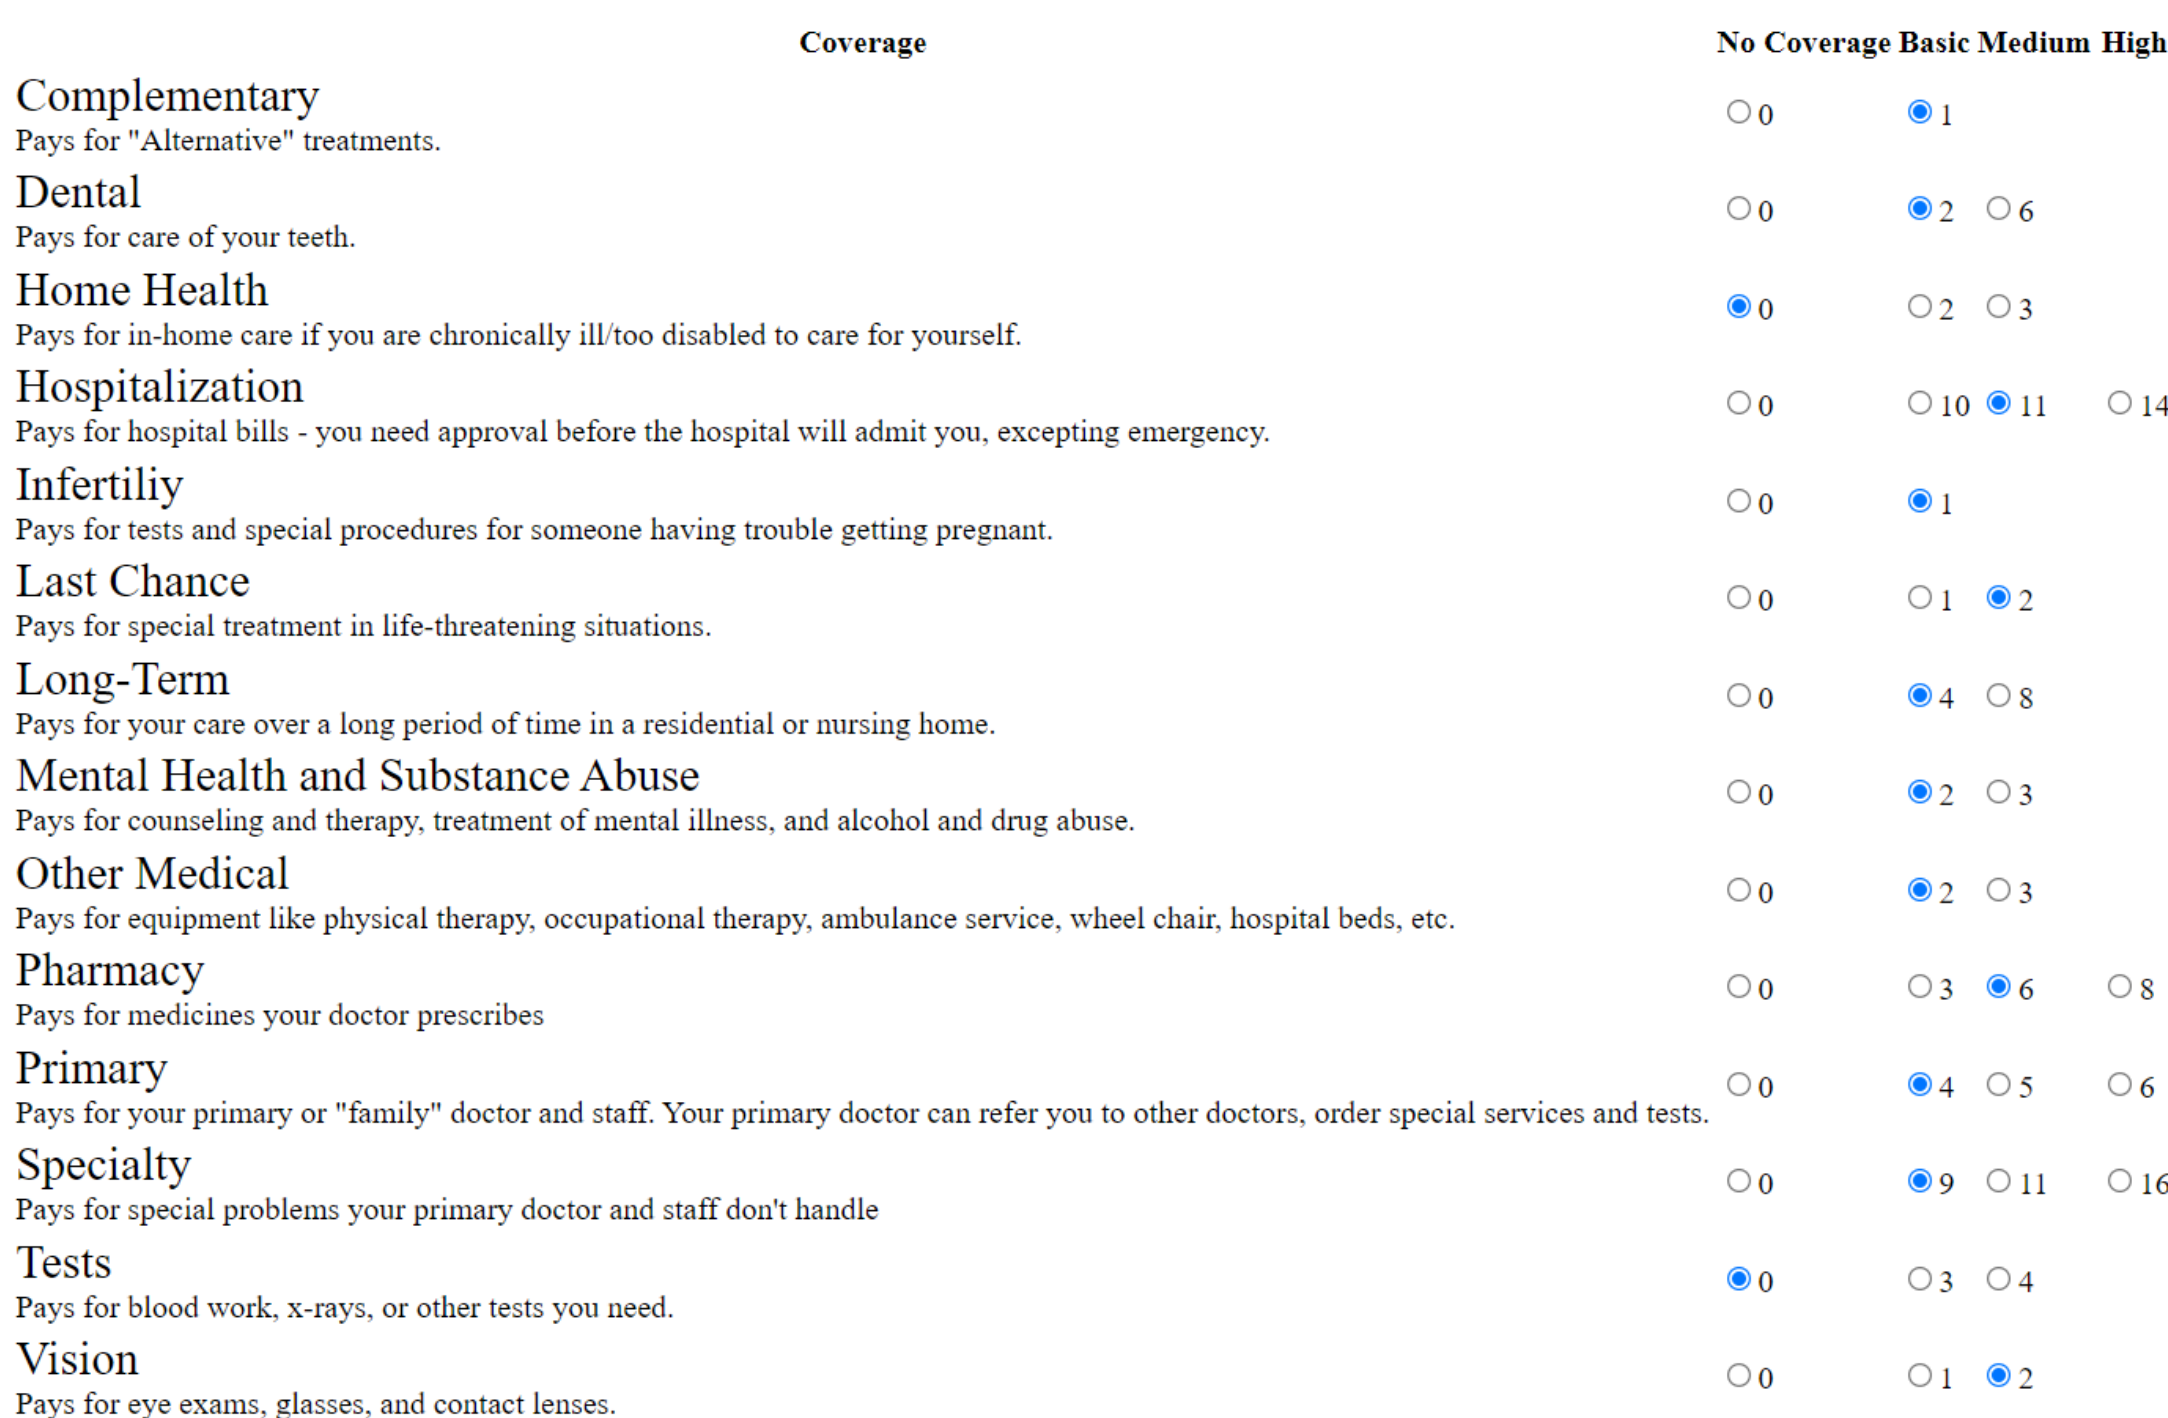 Coverage No Coverage Basic Medium High
Complementary
0 1
Pays for "Alternative" treatments.
Dental
0 2 6
Pays for care of your teeth.
Home Health
0 2 3
Pays for in-home care if you are chronically ill/too disabled to care for yourself.
Hospitalization
0 10 11 14
Pays for hospital bills - you need approval before the hospital will admit you, excepting emergency.
Infertiliy
0 1
Pays for tests and special procedures for someone having trouble getting pregnant.
Last Chance
0 1 2
Pays for special treatment in life-threatening situations.
Long-Term
0 4 8
Pays for your care over a long period of time in a residential or nursing home.
Mental Health and Substance Abuse
0 2 3
Pays for counseling and therapy, treatment of mental illness, and alcohol and drug abuse.
Other Medical
0 2 3
Pays for equipment like physical therapy, occupational therapy, ambulance service, wheel chair, hospital beds, etc.
Pharmacy
0 3 6 8
Pays for medicines your doctor prescribes
Primary
0 4 5 6
Pays for your primary or "family" doctor and staff. Your primary doctor can refer you to other doctors, order special services and tests.
Specialty
0 9 11 16
Pays for special problems your primary doctor and staff don't handle
Tests
0 3 4
Pays for blood work, x-rays, or other tests you need.
Vision
0 1 2
Pays for eye exams, glasses, and contact lenses.